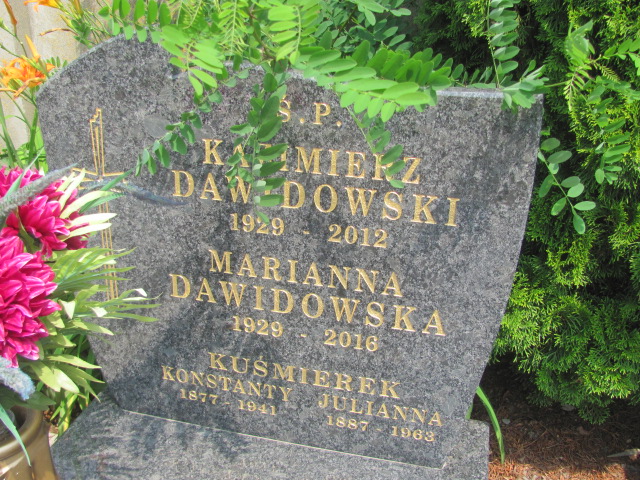 Ś.P.
KAZIMIERZ
DAWIDOWSKI
1929 - 2012
MARIANNA
DAWIDOWSKA
1929 - 2016
KUŚMIEREK
KONSTANTY JULIANNA
1877 - 1941 1887 - 1963